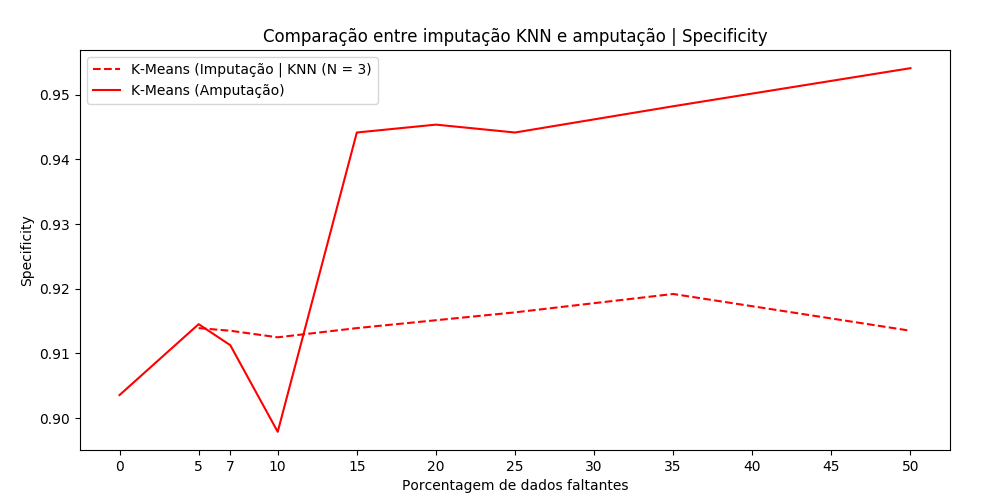 Comparação entre imputação KNN e amputação | Specificity
K-Means (Imputação | KNN (N = 3)
K-Means (Amputação)
0.95
0.94
0.93
0.92
0.91
0.90
Specificity
0 5 7 10 15 20 25 30 35 40 45 50
Porcentagem de dados faltantes